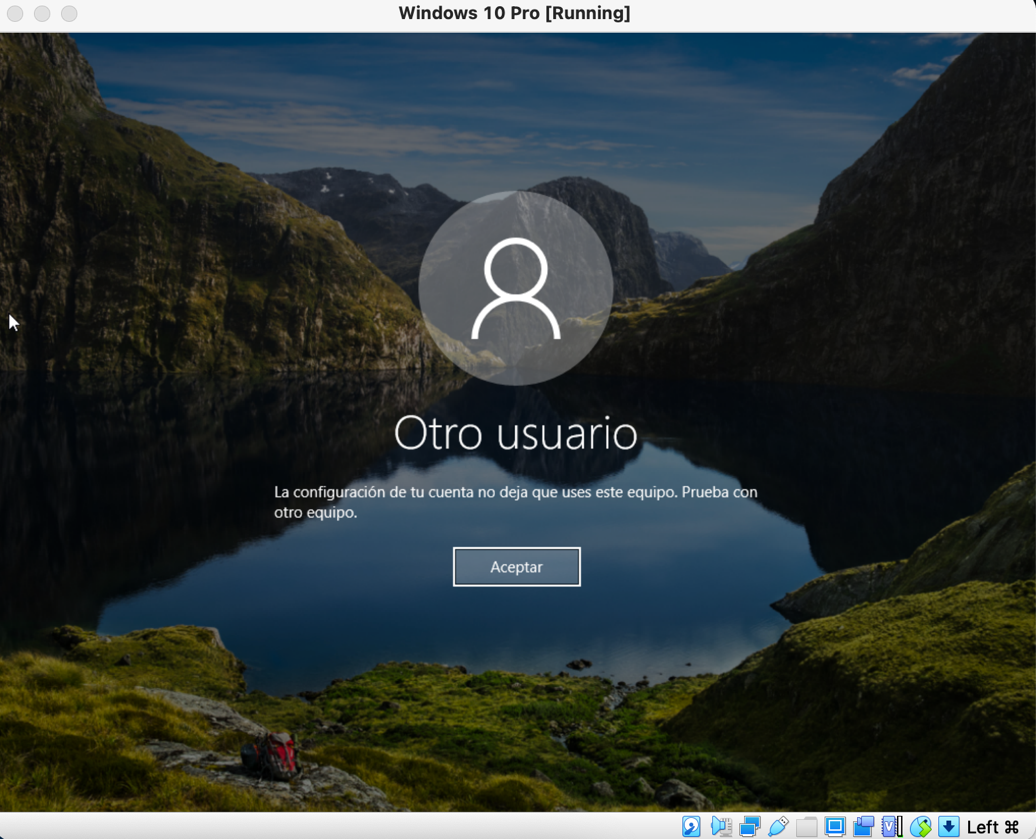 Windows 10 Pro [Running]
Otro usuario
La configuración de tu cuenta no deja que uses este equipo. Prueba con
otro equipo.
Aceptar
Left ⌘